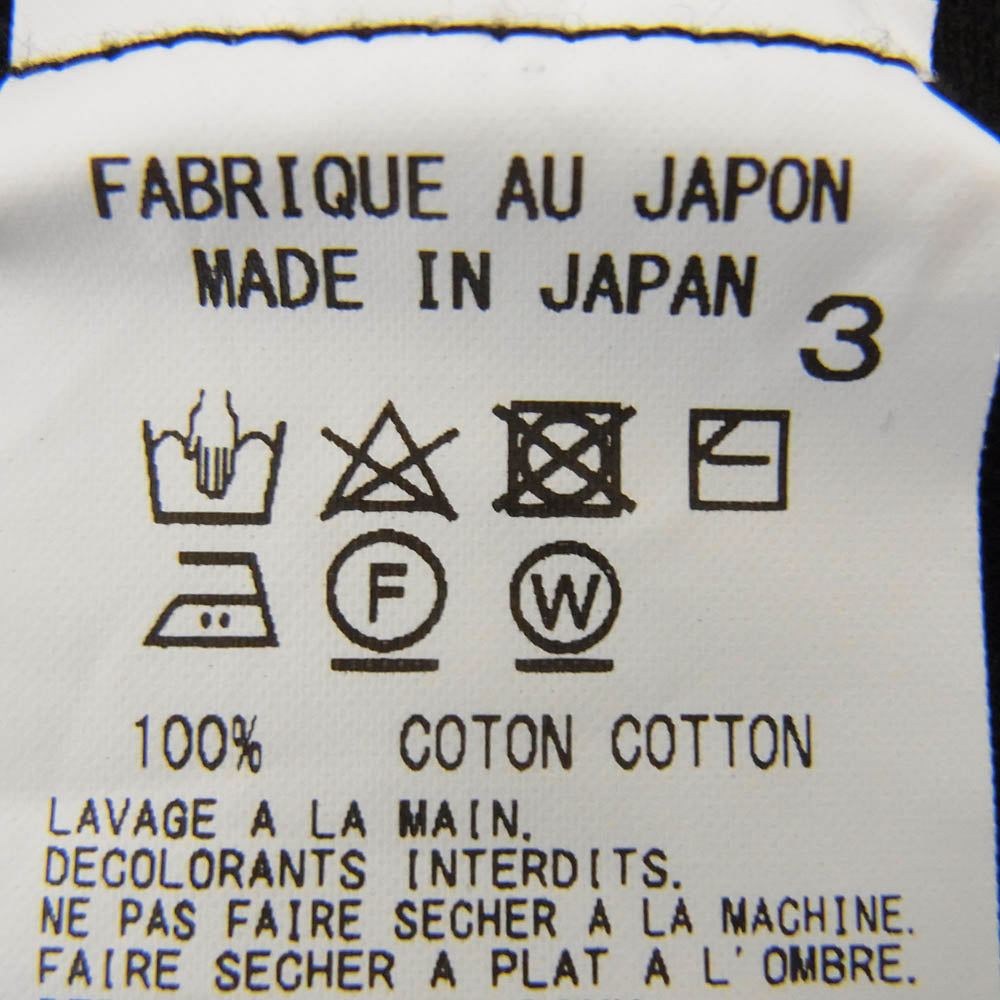 FABRIQUE AU JAPON
MADE IN JAPAN
3
F W
100% COTON COTTON
LAVAGE A LA MAIN.
DECOLORANTS INTERDITS.
NE PAS FAIRE SECHER A LA MACHINE.
FAIRE SECHER A PLAT A L'OMBRE.